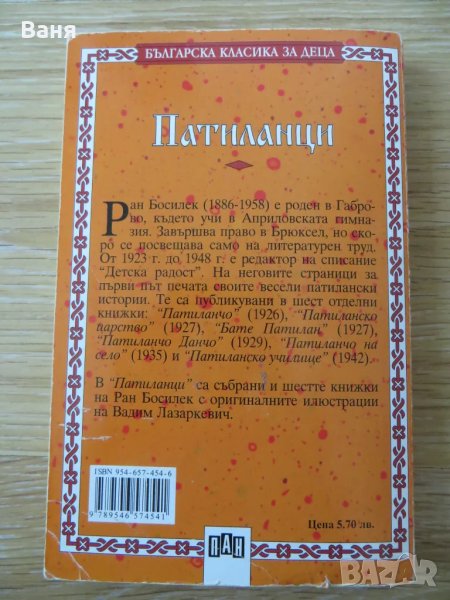 Ваня
БЪЛГАРСКА КЛАСИКА ЗА ДЕЦА
ПАТИЛАНЦИ
Ран Босилек (1886-1958) е роден в Габро-
во, където учи в Априловската гимна-
зия. Завършва право в Брюксел, но ско-
ро се посвещава само на литературен труд.
От 1923 г. до 1948 г. е редактор на списание
"Детска радост". На неговите страници за
първи път печата своите весели патилански
истории. Те са публикувани в шест отделни
книжки: "Патиланчо" (1926), "Патиланско
царство" (1927), "Бате Патилан" (1927),
"Патиланчо Данчо" (1929), "Патиланчо на
село" (1935) и "Патиланско училище" (1942).
В "Патиланци" са събрани и шестте книжки
на Ран Босилек с оригиналните илюстрации
на Вадим Лазаркевич.
ISBN 954-657-454-6
9 789546 574541
ПАН
Цена 5,70 лв.
BAZAR